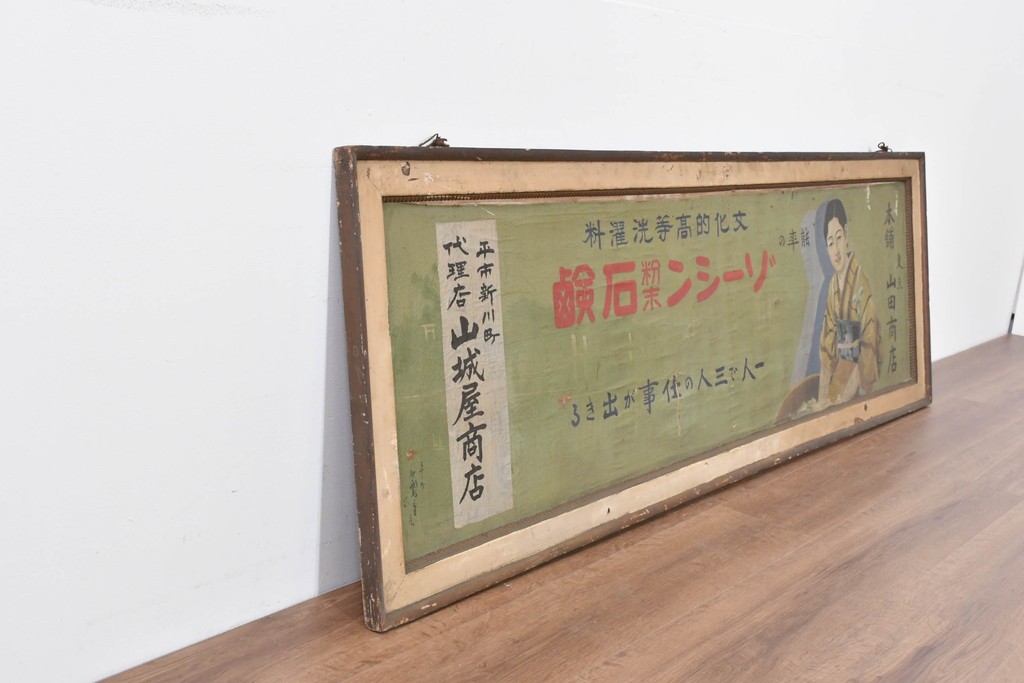 本舗 東京 山田商店
能率の
文化的高等洗濯料
ゾーシン粉末石鹸
一人で三人の仕事が出きる
平市新川町
代理店 山城屋商店